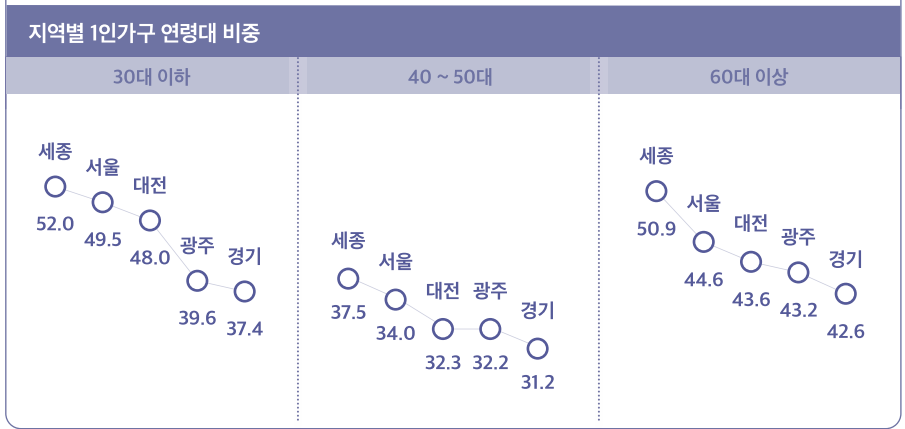 지역별 1인가구 연령대 비중
30대 이하
세종
52.0
서울
49.5
대전
48.0
광주
39.6
경기
37.4
40 ~ 50대
세종
37.5
서울
34.0
대전
32.3
광주
32.2
경기
31.2
60대 이상
세종
50.9
서울
44.6
대전
43.6
광주
43.2
경기
42.6